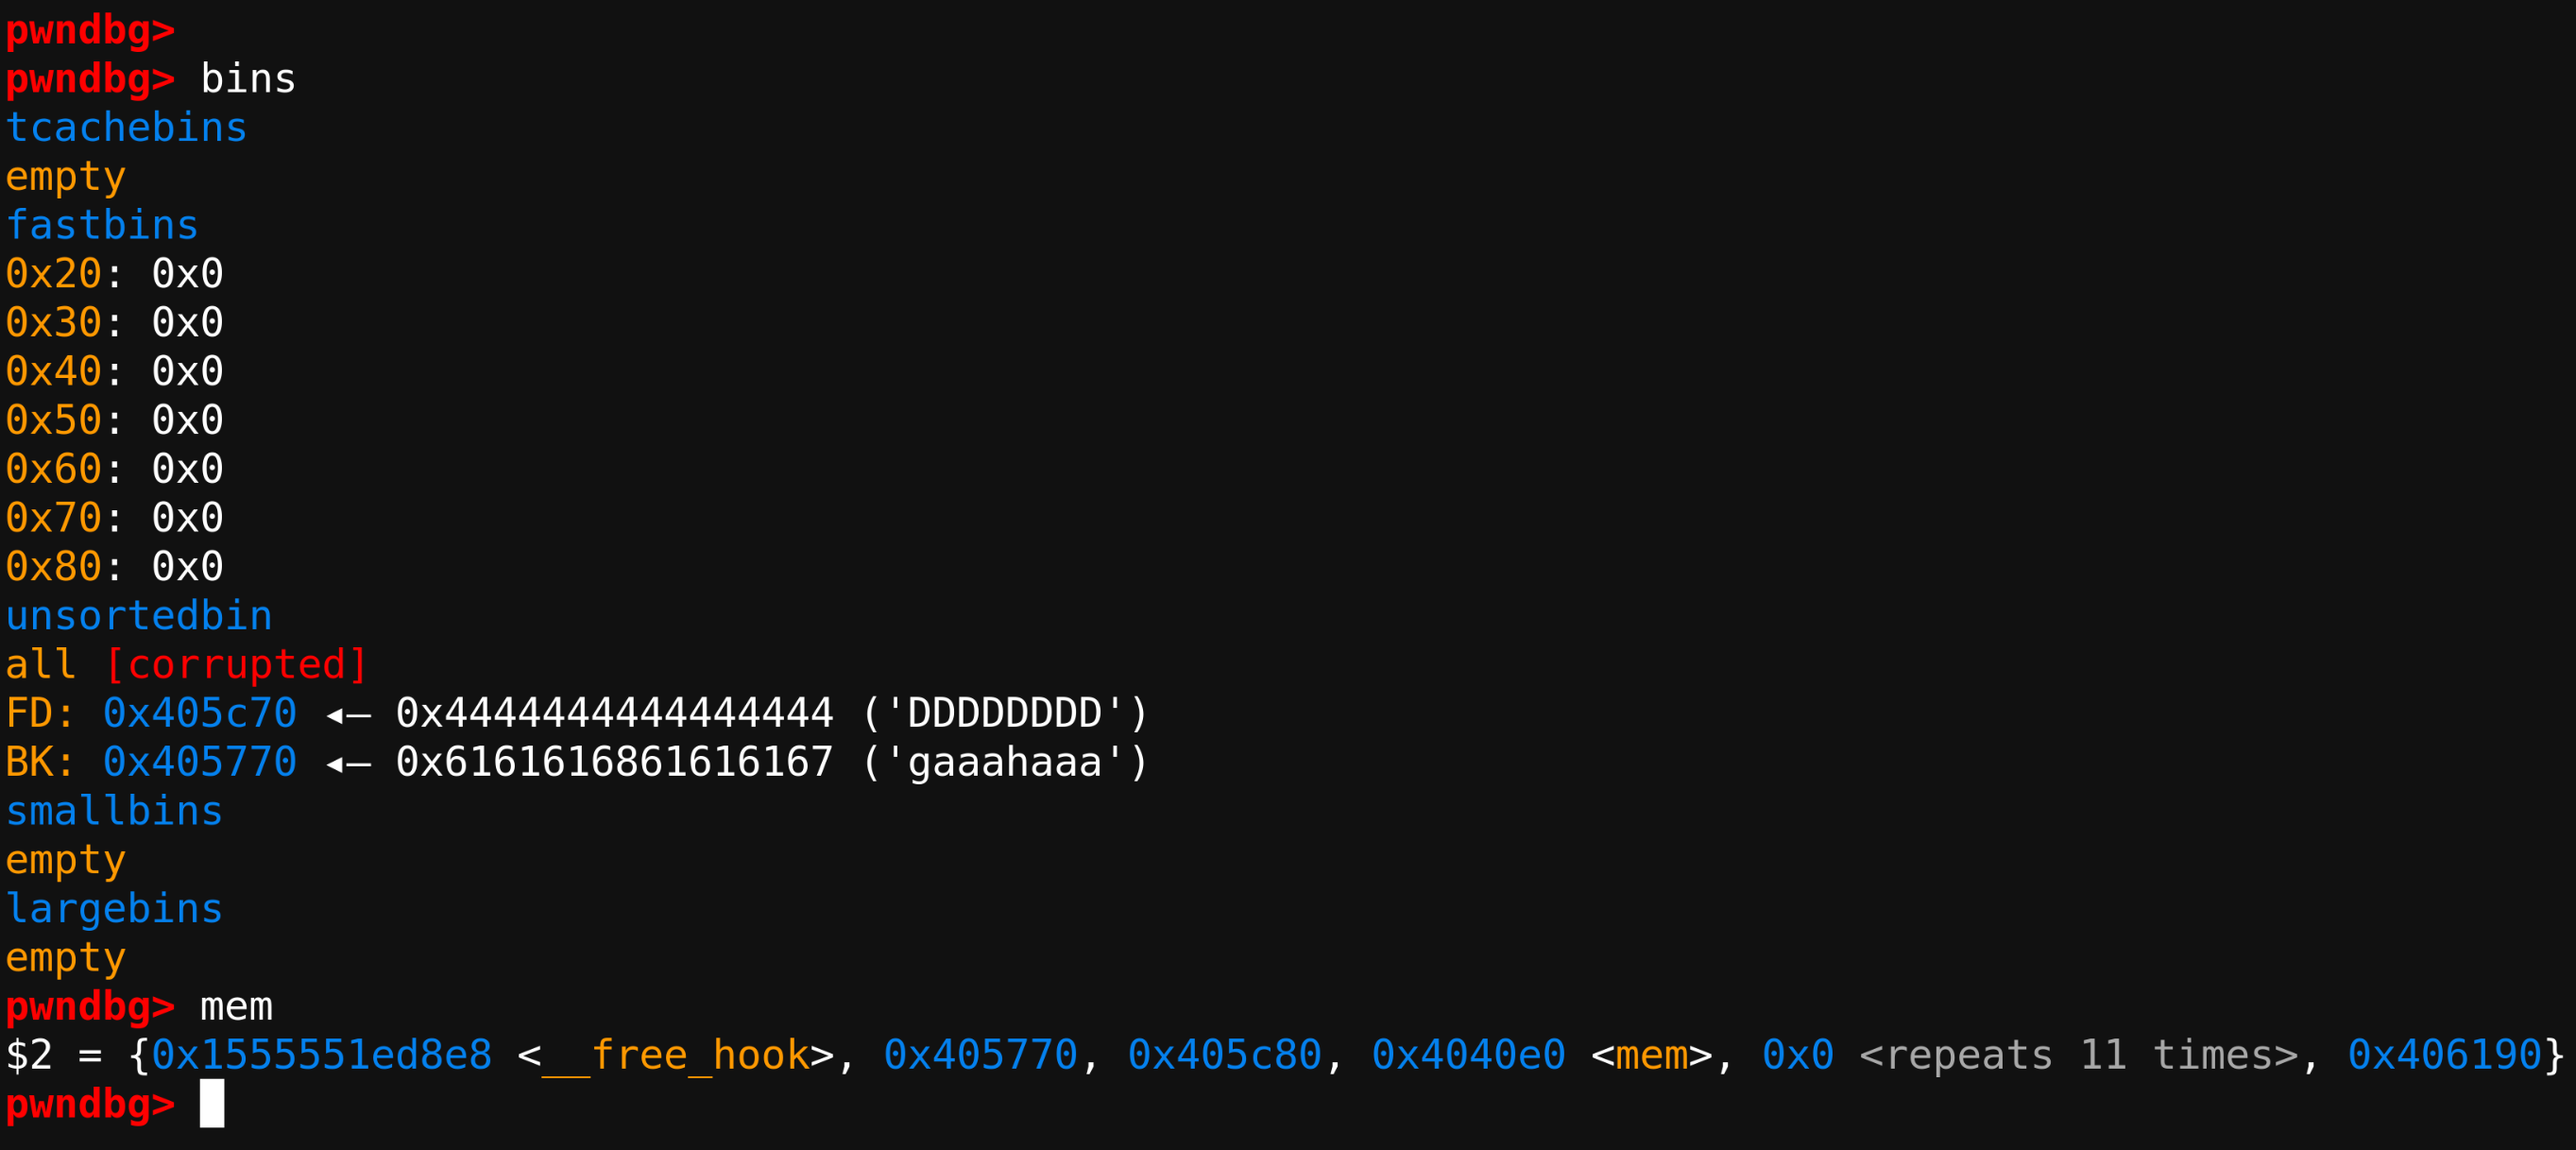 pwndbg>
pwndbg> bins
tcachebins
empty
fastbins
0x20: 0x0
0x30: 0x0
0x40: 0x0
0x50: 0x0
0x60: 0x0
0x70: 0x0
0x80: 0x0
unsortedbin
all [corrupted]
FD: 0x405c70 ◂— 0x4444444444444444 ('DDDDDDDD')
BK: 0x405770 ◂— 0x6161616861616167 ('gaaahaaa')
smallbins
empty
largebins
empty
pwndbg> mem
$2 = {0x1555551ed8e8 <__free_hook>, 0x405770, 0x405c80, 0x4040e0 <mem>, 0x0 <repeats 11 times>, 0x406190}
pwndbg>